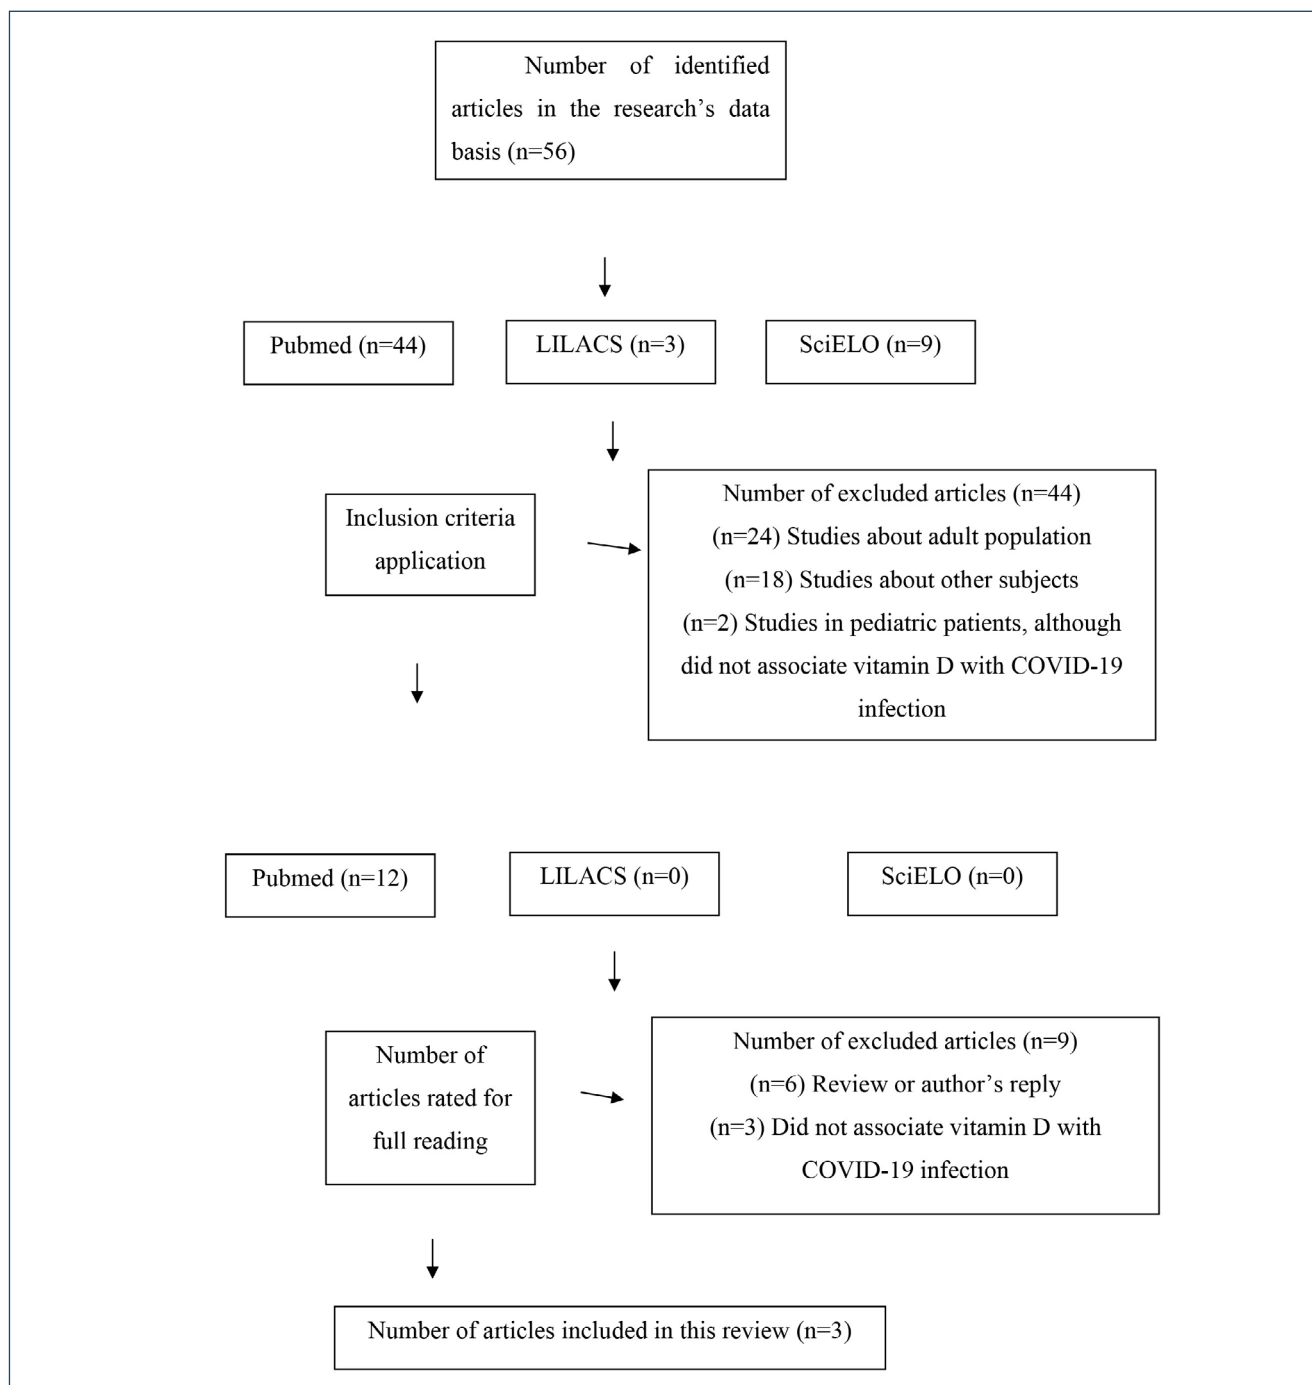 Number of identified
articles in the research’s data
basis (n=56)
Pubmed (n=44)
LILACS (n=3)
SciELO (n=9)
Inclusion criteria
application
Number of excluded articles (n=44)
(n=24) Studies about adult population
(n=18) Studies about other subjects
(n=2) Studies in pediatric patients, although
did not associate vitamin D with COVID-19
infection
Pubmed (n=12)
LILACS (n=0)
SciELO (n=0)
Number of
articles rated for
full reading
Number of excluded articles (n=9)
(n=6) Review or author’s reply
(n=3) Did not associate vitamin D with
COVID-19 infection
Number of articles included in this review (n=3)